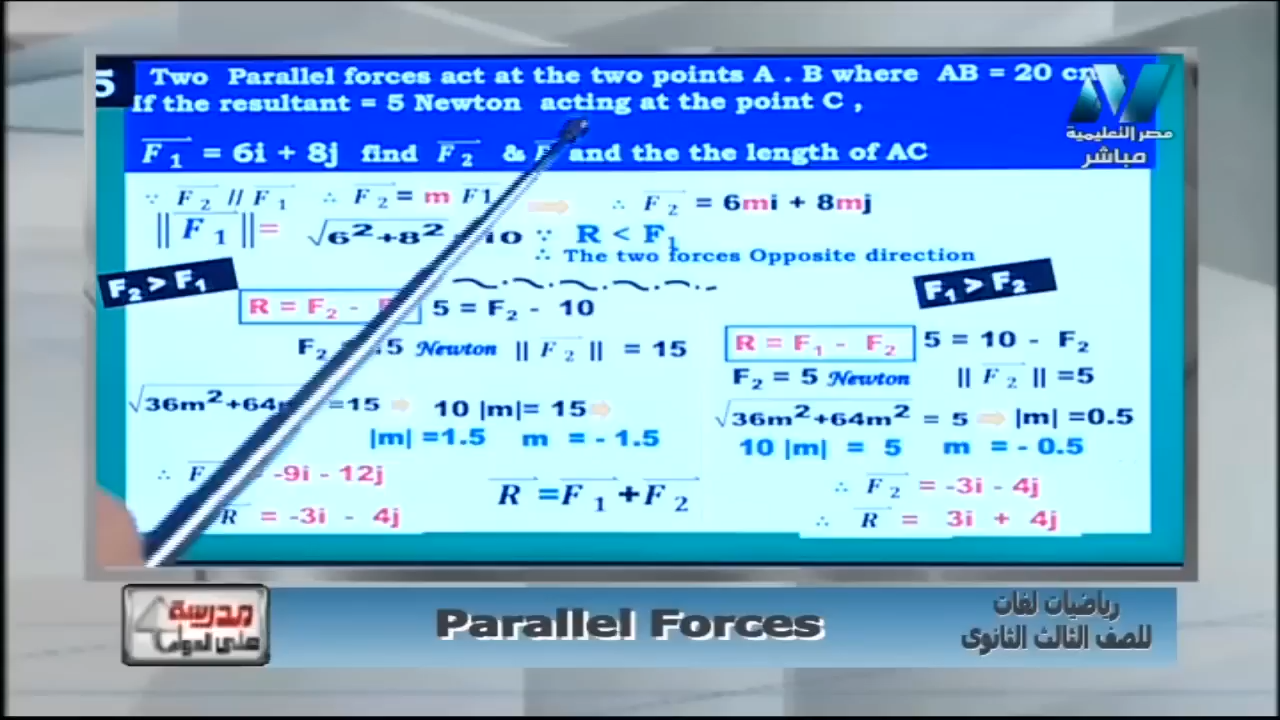 5 Two Parallel forces act at the two points A . B where AB = 20
If the resultant = 5 Newton acting at the point C ,
F1 = 6i + 8j find F2 & and the the length of AC
∵ F2 // F1 ∴ F2 = m F1 ∴ F2 = 6mi + 8mj
|| F1 || = √6²+8² 10 ∵ R < F1
∴ The two forces Opposite direction
F2 > F1
R = F2 - 5 = F2 - 10
F2 5 Newton || F2 || = 15
√36m²+64 =15 10 |m|= 15
|m| =1.5 m = - 1.5
∴ F = -9i - 12j
R = -3i - 4j
R = F1 + F2
F1 > F2
R = F1 - F2 5 = 10 - F2
F2 = 5 Newton || F2 || =5
√36m²+64m² = 5 |m| =0.5
10 |m| = 5 m = - 0.5
∴ F2 = -3i - 4j
∴ R = 3i + 4j
مصر التعليمية
مباشر
مدرسة
على الهواء
Parallel Forces
رياضيات لغات
للصف الثالث الثانوى